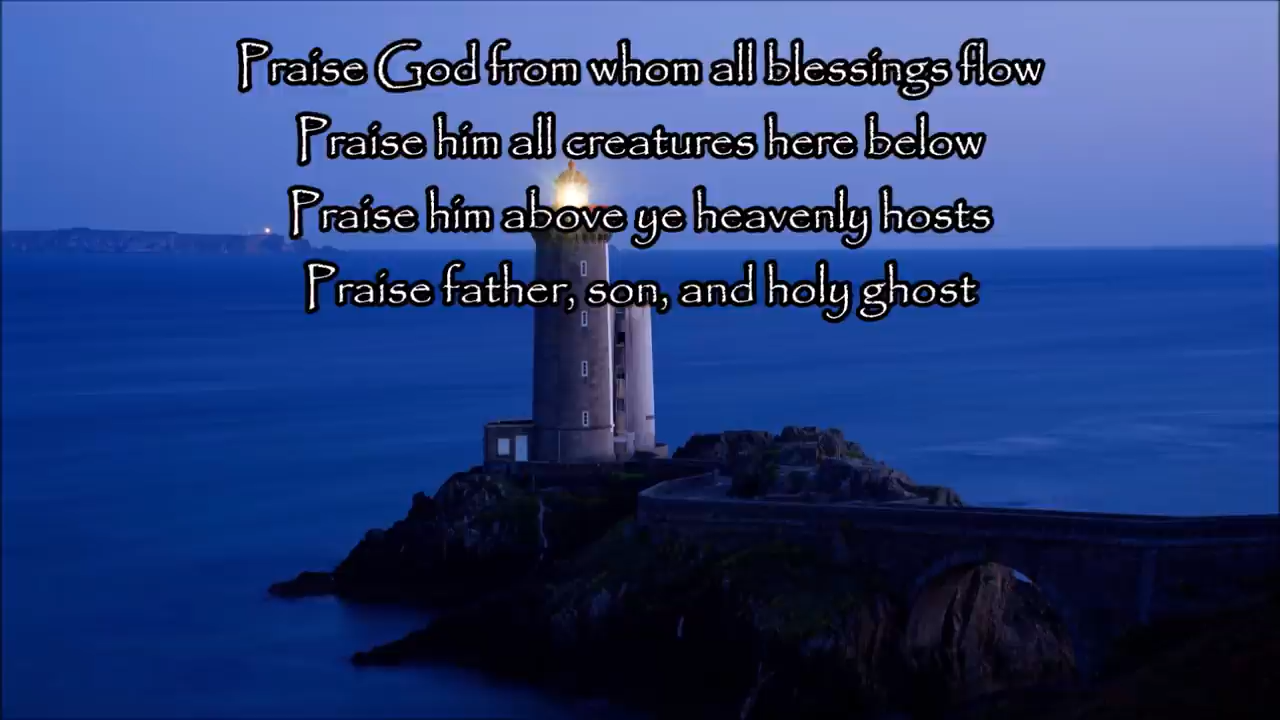 Praise God from whom all blessings flow
Praise him all creatures here below
Praise him above ye heavenly hosts
Praise father, son, and holy ghost